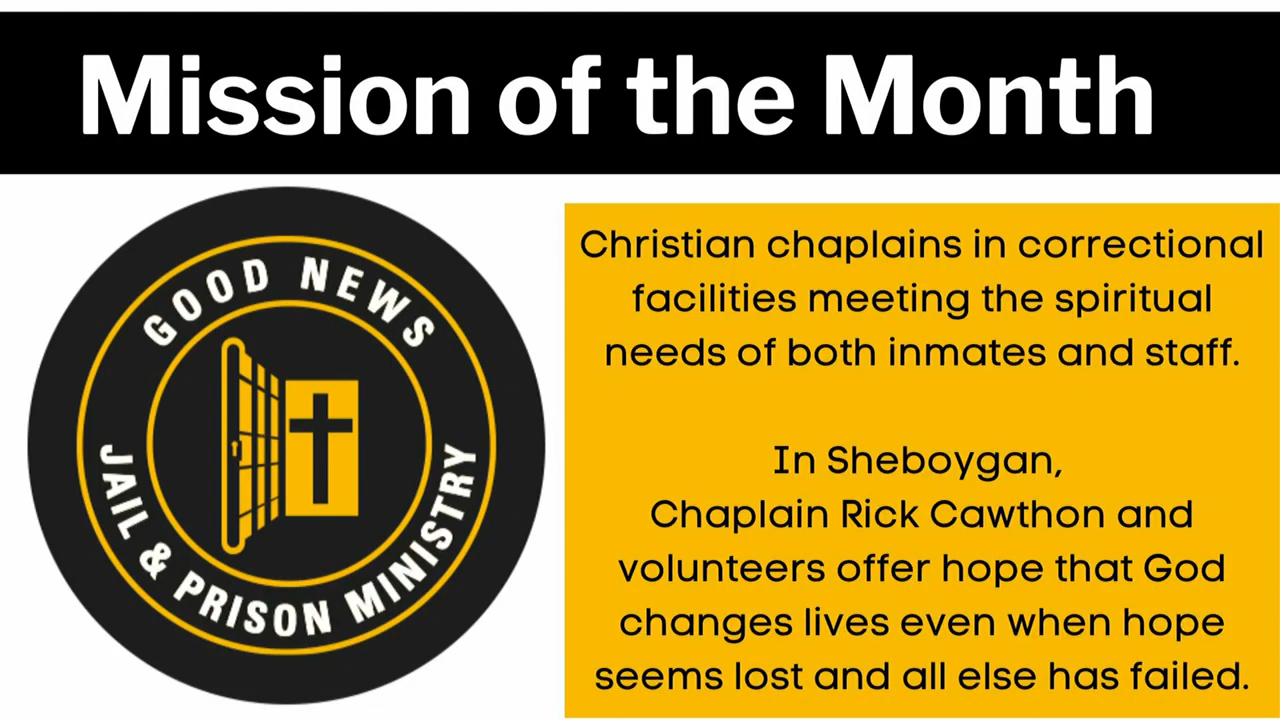 Mission of the Month
GOOD NEWS
JAIL & PRISON MINISTRY
Christian chaplains in correctional
facilities meeting the spiritual
needs of both inmates and staff.
In Sheboygan,
Chaplain Rick Cawthon and
volunteers offer hope that God
changes lives even when hope
seems lost and all else has failed.